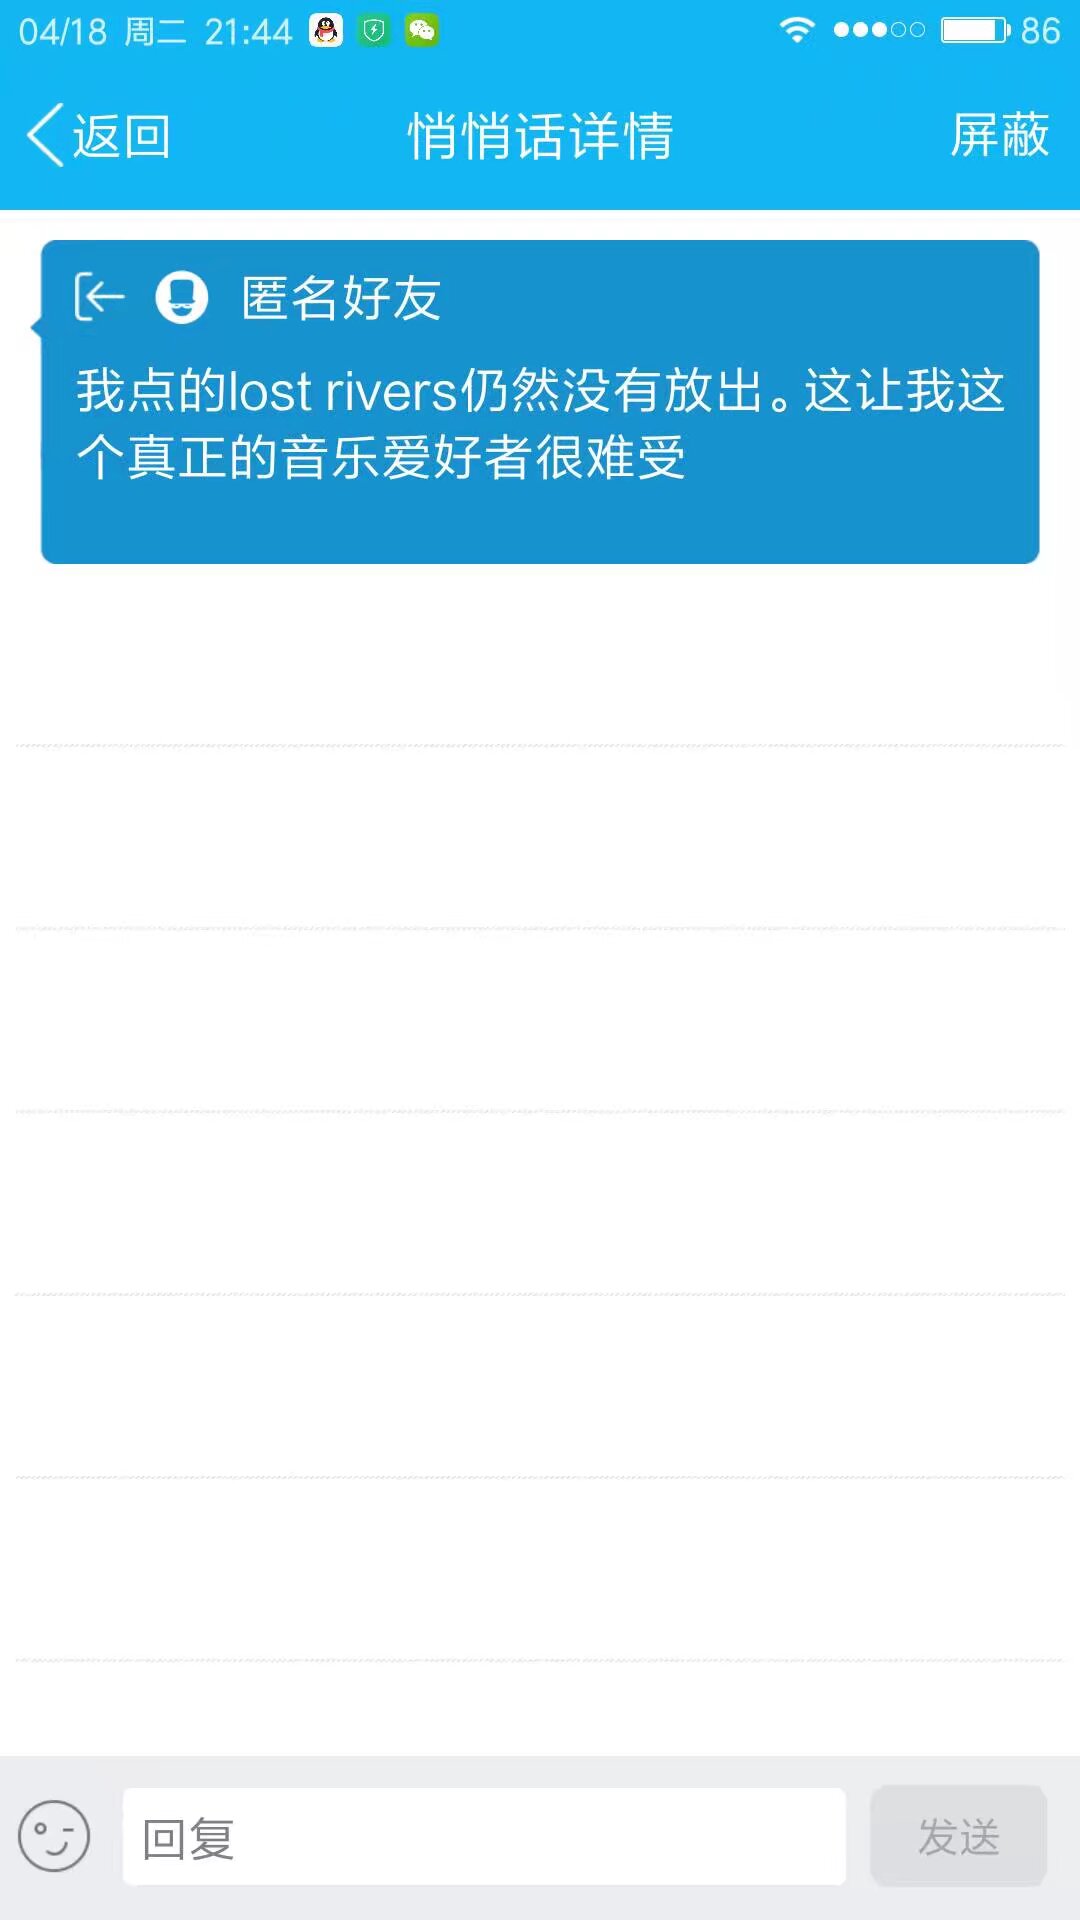 04/18 周二 21:44 86
返回 悄悄话详情 屏蔽
匿名好友
我点的lost rivers仍然没有放出。这让我这
个真正的音乐爱好者很难受
回复 发送